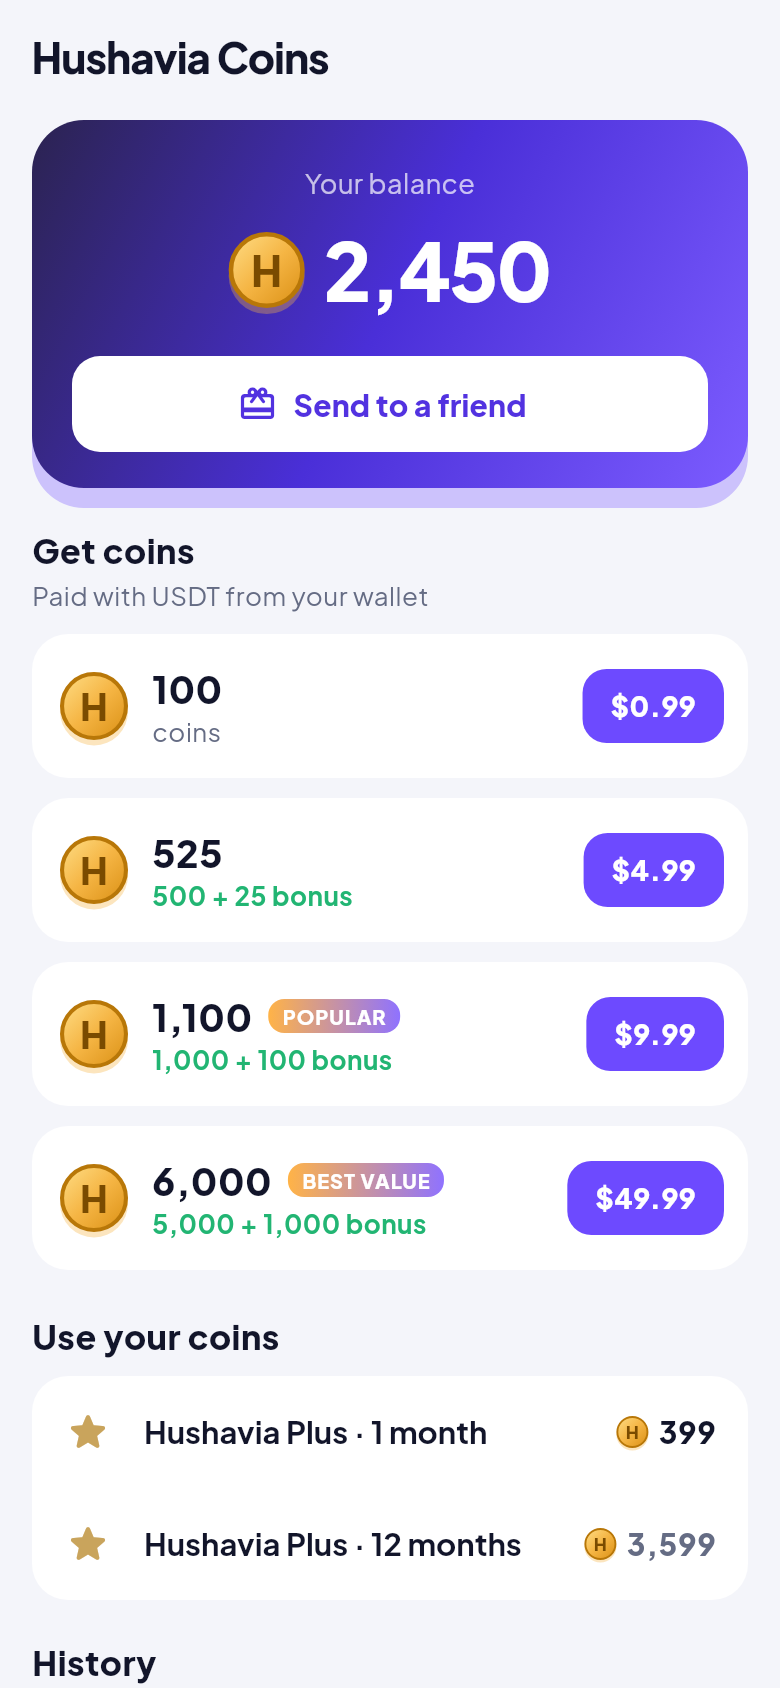 Hushavia Coins
Your balance
H 2,450
Send to a friend
Get coins
Paid with USDT from your wallet
H 100 $0.99
coins
H 525 $4.99
500 + 25 bonus
H 1,100 POPULAR $9.99
1,000 + 100 bonus
H 6,000 BEST VALUE $49.99
5,000 + 1,000 bonus
Use your coins
Hushavia Plus · 1 month H 399
Hushavia Plus · 12 months H 3,599
History